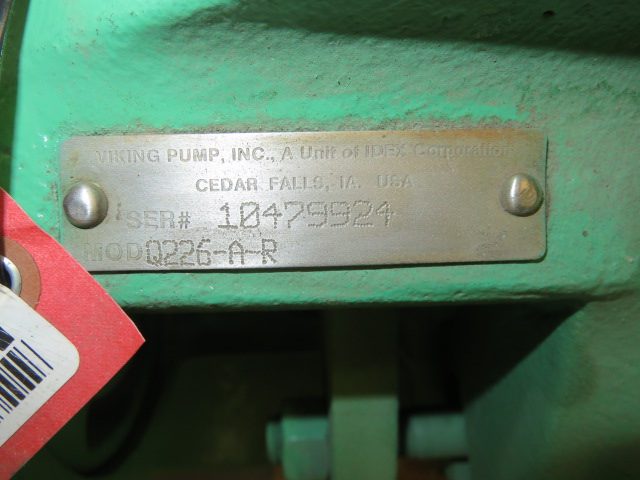 VIKING PUMP, INC., A Unit of IDEX Corporation
CEDAR FALLS, IA. USA
SER# 10479924
MOD Q226-A-R